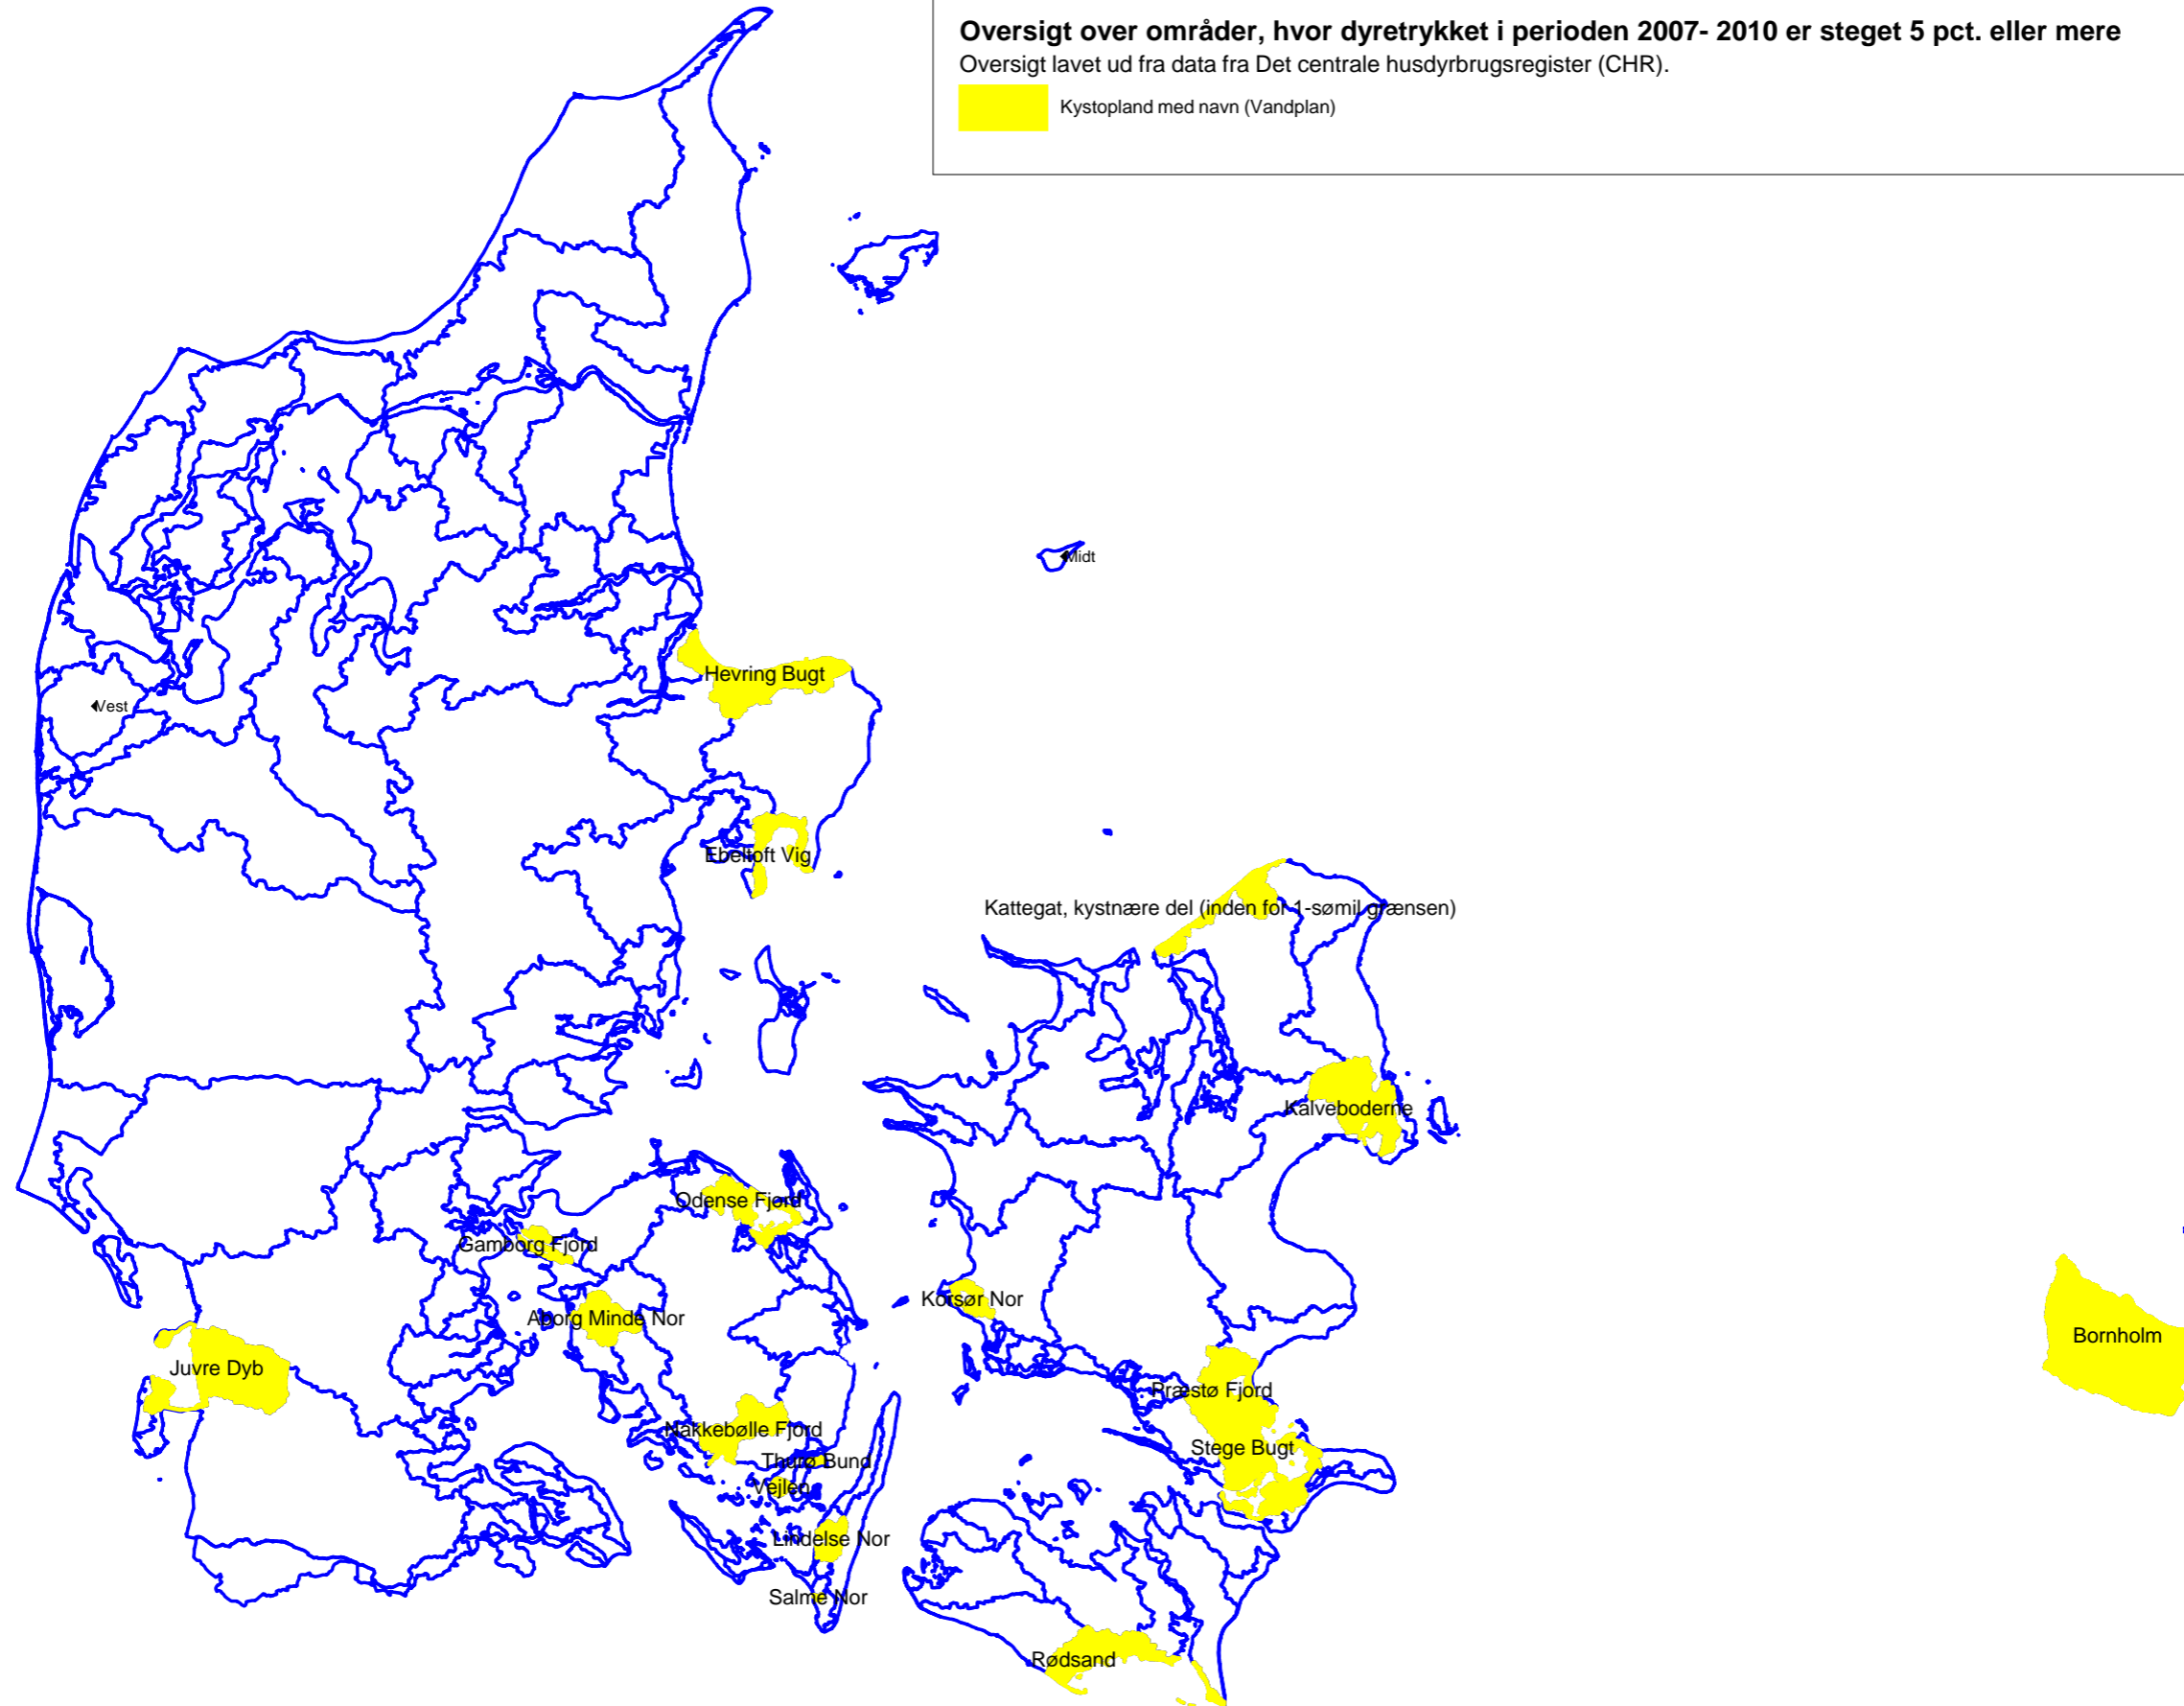 Oversigt over områder, hvor dyretrykket i perioden 2007- 2010 er steget 5 pct. eller mere
Oversigt lavet ud fra data fra Det centrale husdyrbrugsregister (CHR).
Kystopland med navn (Vandplan)
Midt
Hevring Bugt
Vest
Ebeltoft Vig
Kattegat, kystnære del (inden for 1-sømil grænsen)
Kalveboderne
Odense Fjord
Gamborg Fjord
Korsør Nor
Aborg Minde Nor
Bornholm
Juvre Dyb
Præstø Fjord
Nakkebølle Fjord
Stege Bugt
Thurø Bund
Vejlen
Lindelse Nor
Salme Nor
Rødsand